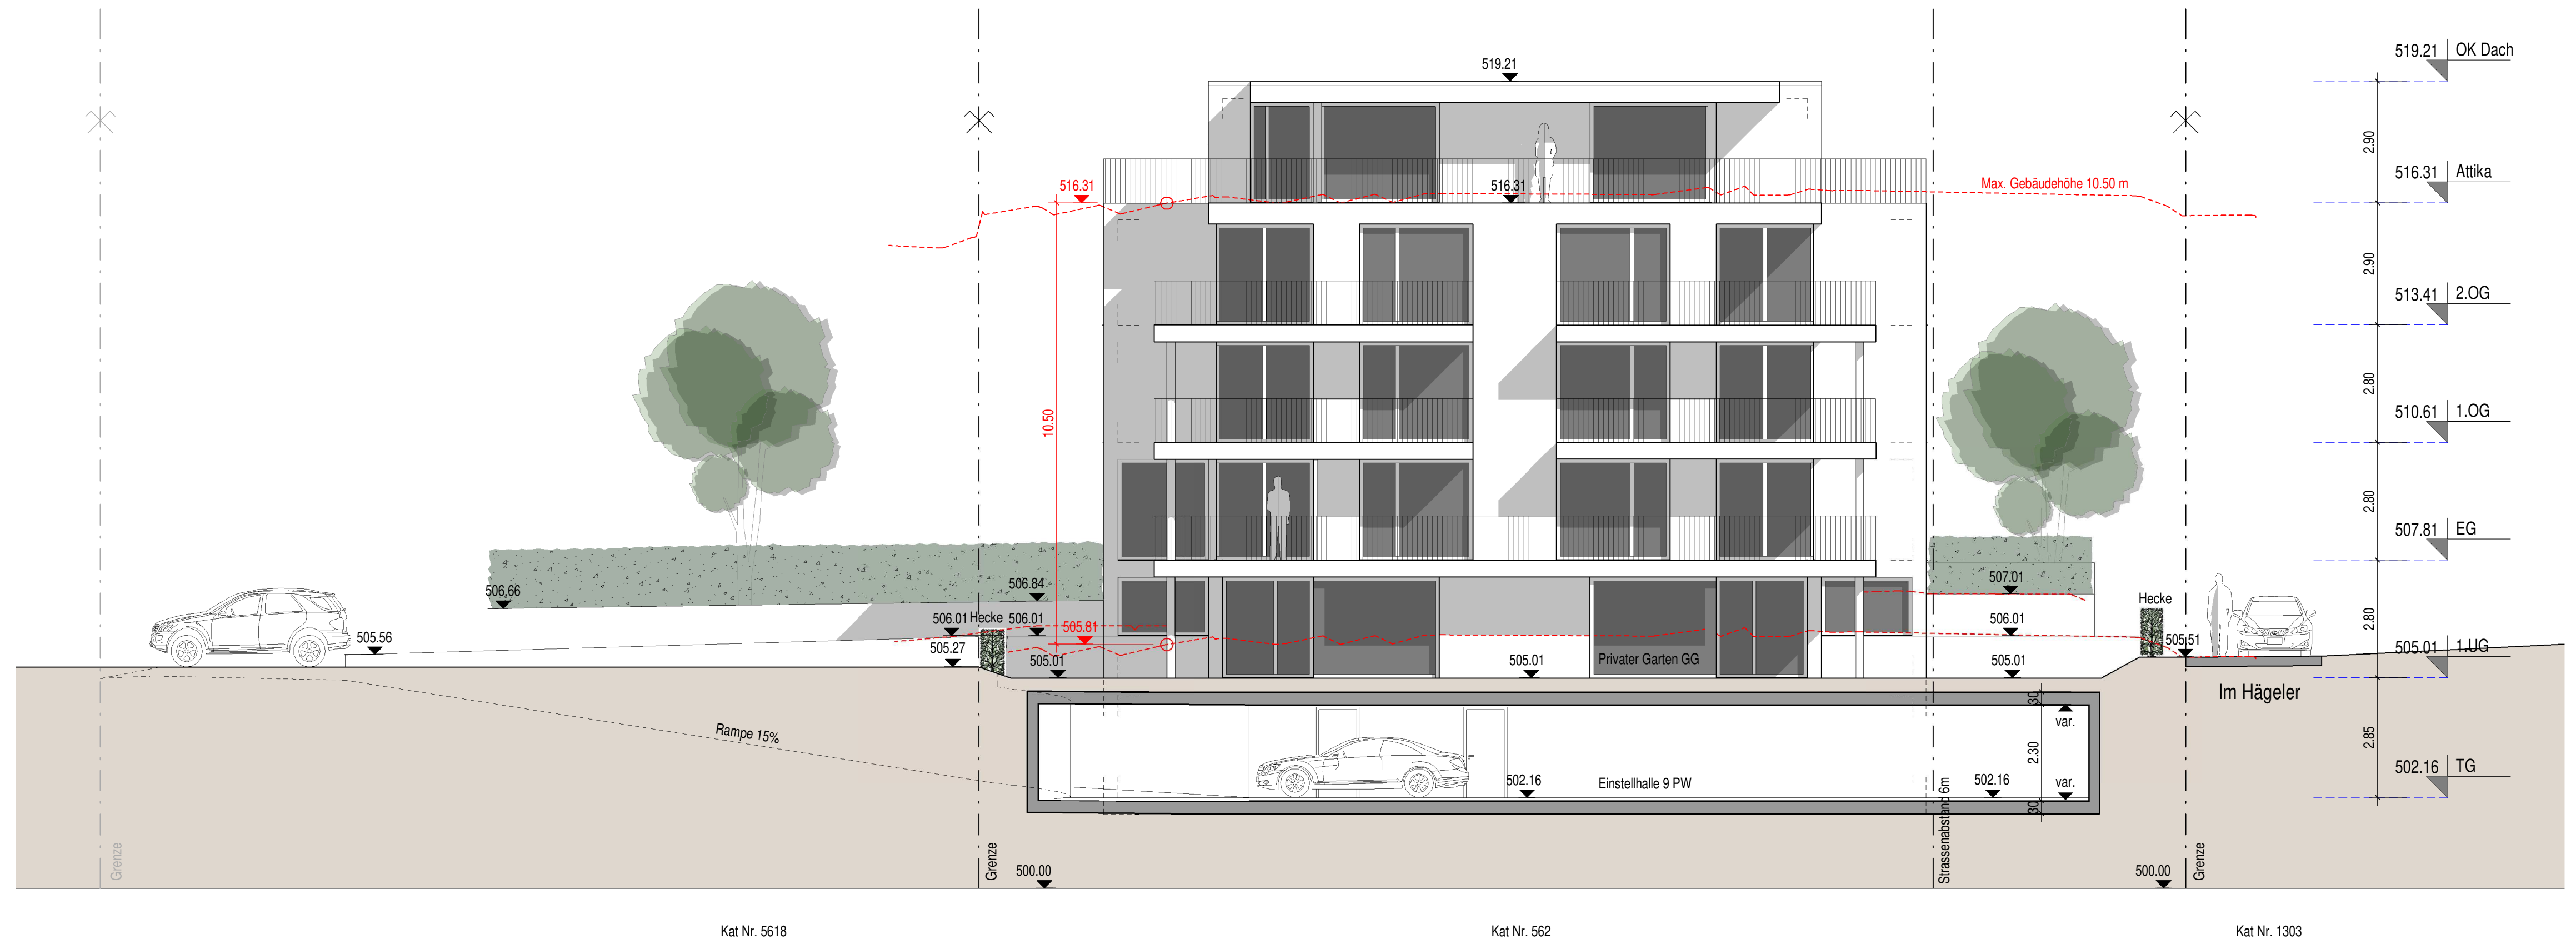 519.21 OK Dach
519.21
2.90
516.31 Attika
516.31
516.31
Max. Gebäudehöhe 10.50 m
2.90
513.41 2.OG
2.80
510.61 1.OG
10.50
2.80
507.81 EG
506.66
506.84
507.01
2.80
Hecke
506.01 Hecke 506.01
505.81
506.01
505.56
505.27
505.01
505.01
Privater Garten GG
505.01
505.51
505.01 1.UG
Im Hägeler
30
var.
Rampe 15%
2.30
2.85
502.16 TG
502.16
Einstellhalle 9 PW
502.16
var.
30
Strassenabstand 6m
Grenze
Grenze
Grenze
500.00
500.00
Kat Nr. 5618
Kat Nr. 562
Kat Nr. 1303